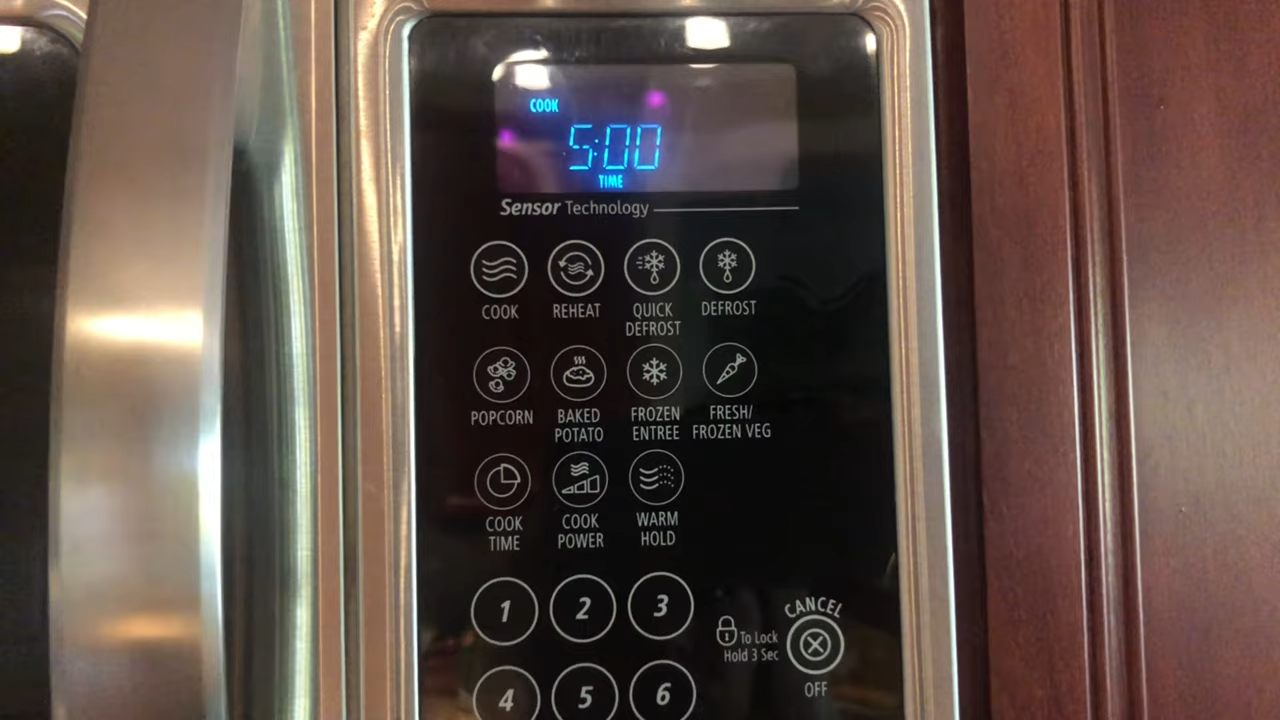 COOK
5:00
TIME
Sensor Technology
COOK REHEAT QUICK DEFROST DEFROST
POPCORN BAKED POTATO FROZEN ENTREE FRESH/ FROZEN VEG
COOK TIME COOK POWER WARM HOLD
1 2 3
CANCEL
To Lock
Hold 3 Sec
OFF
4 5 6